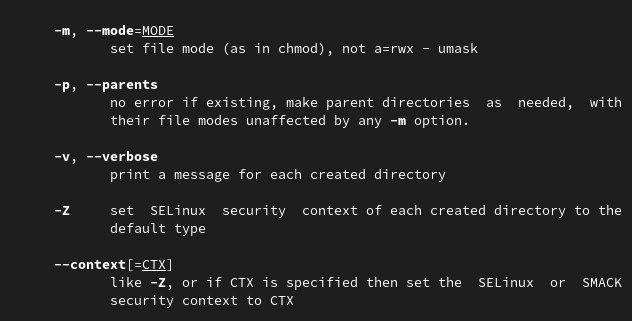 -m, --mode=MODE
set file mode (as in chmod), not a=rwx - umask
-p, --parents
no error if existing, make parent directories as needed, with
their file modes unaffected by any -m option.
-v, --verbose
print a message for each created directory
-Z set SELinux security context of each created directory to the
default type
--context[=CTX]
like -Z, or if CTX is specified then set the SELinux or SMACK
security context to CTX